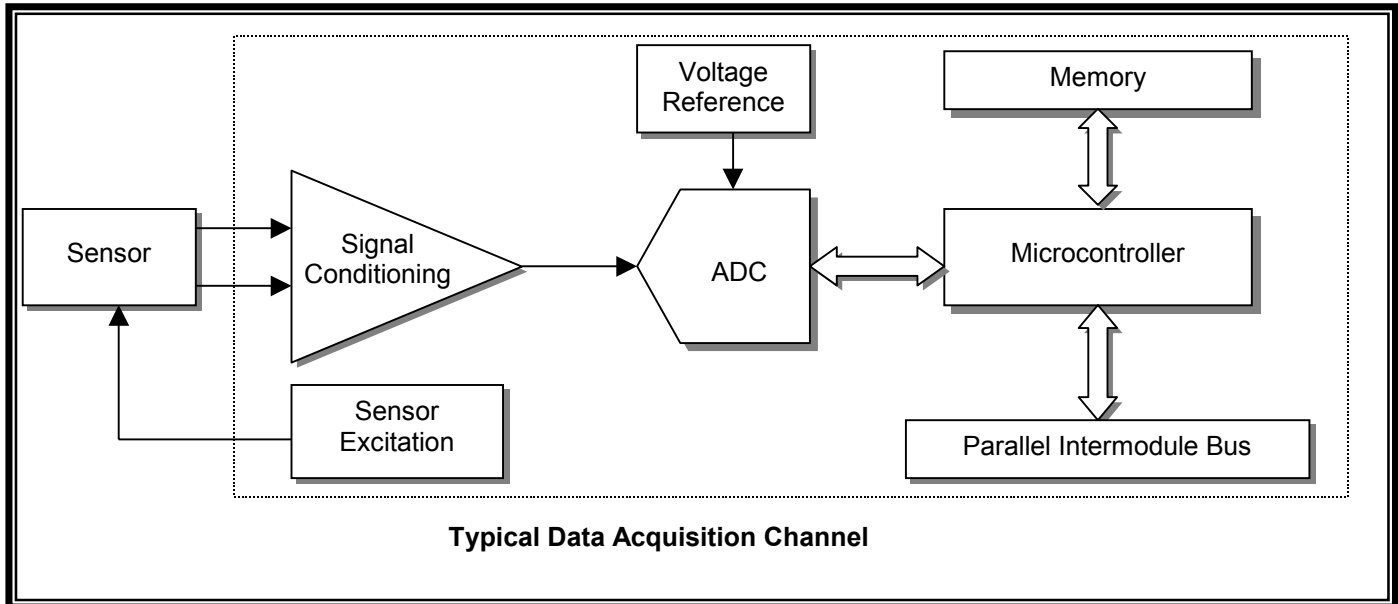 Voltage
Reference
Memory
Sensor
Signal
Conditioning
ADC
Microcontroller
Sensor
Excitation
Parallel Intermodule Bus
Typical Data Acquisition Channel